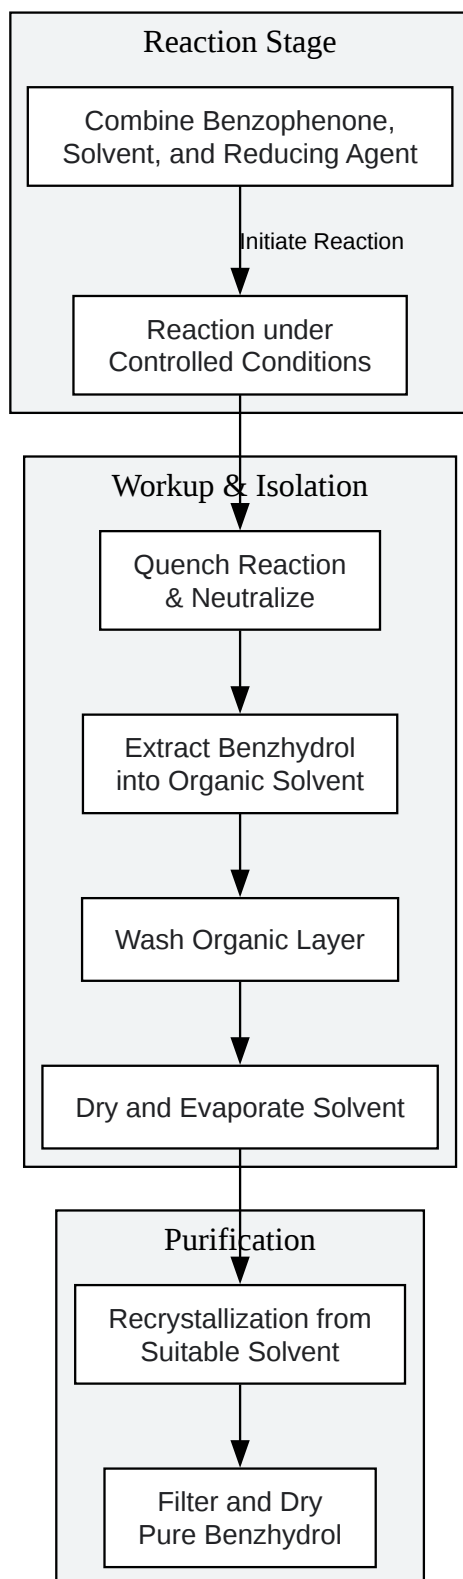 Reaction Stage
Combine Benzophenone,
Solvent, and Reducing Agent
Initiate Reaction
Reaction under
Controlled Conditions
Workup & Isolation
Quench Reaction
& Neutralize
Extract Benzhydrol
into Organic Solvent
Wash Organic Layer
Dry and Evaporate Solvent
Purification
Recrystallization from
Suitable Solvent
Filter and Dry
Pure Benzhydrol